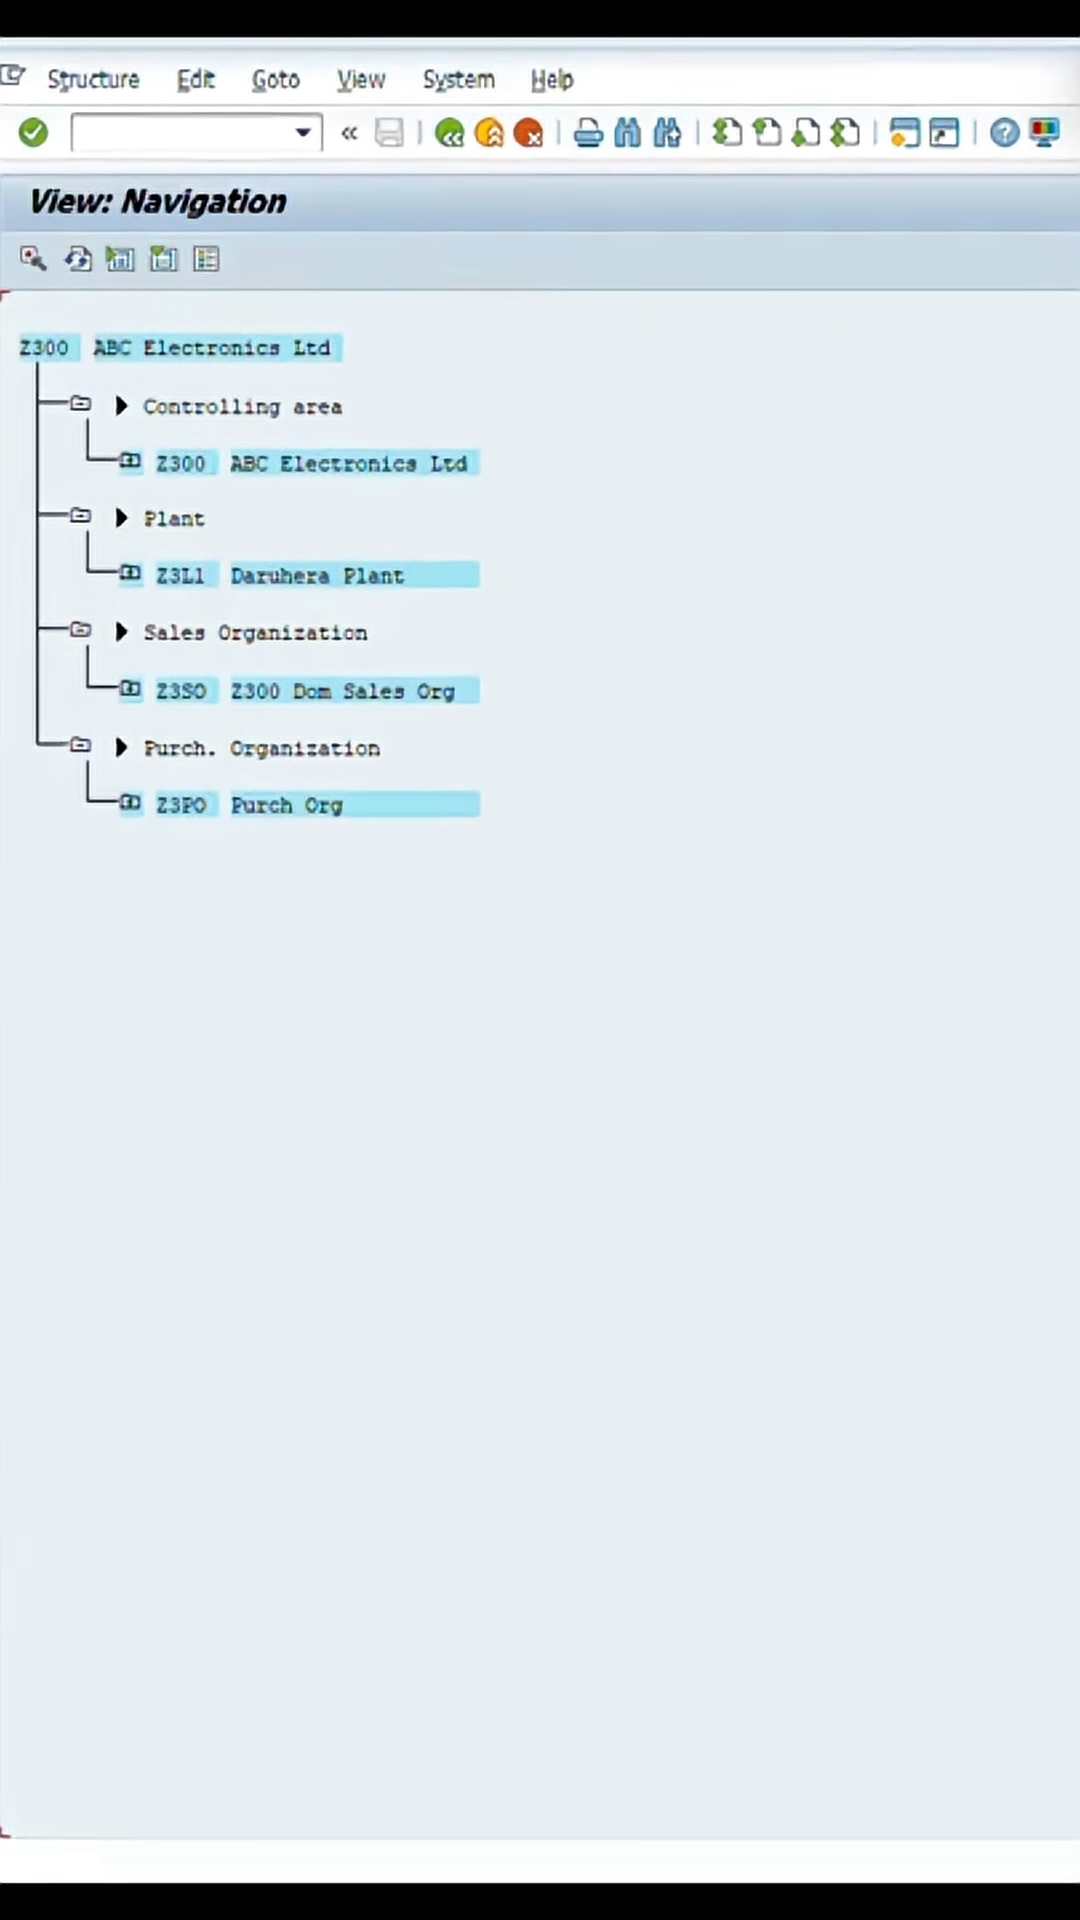 Structure Edit Goto View System Help
View: Navigation
Z300 ABC Electronics Ltd
Controlling area
Z300 ABC Electronics Ltd
Plant
Z3L1 Daruhera Plant
Sales Organization
Z3SO Z300 Dom Sales Org
Purch. Organization
Z3PO Purch Org